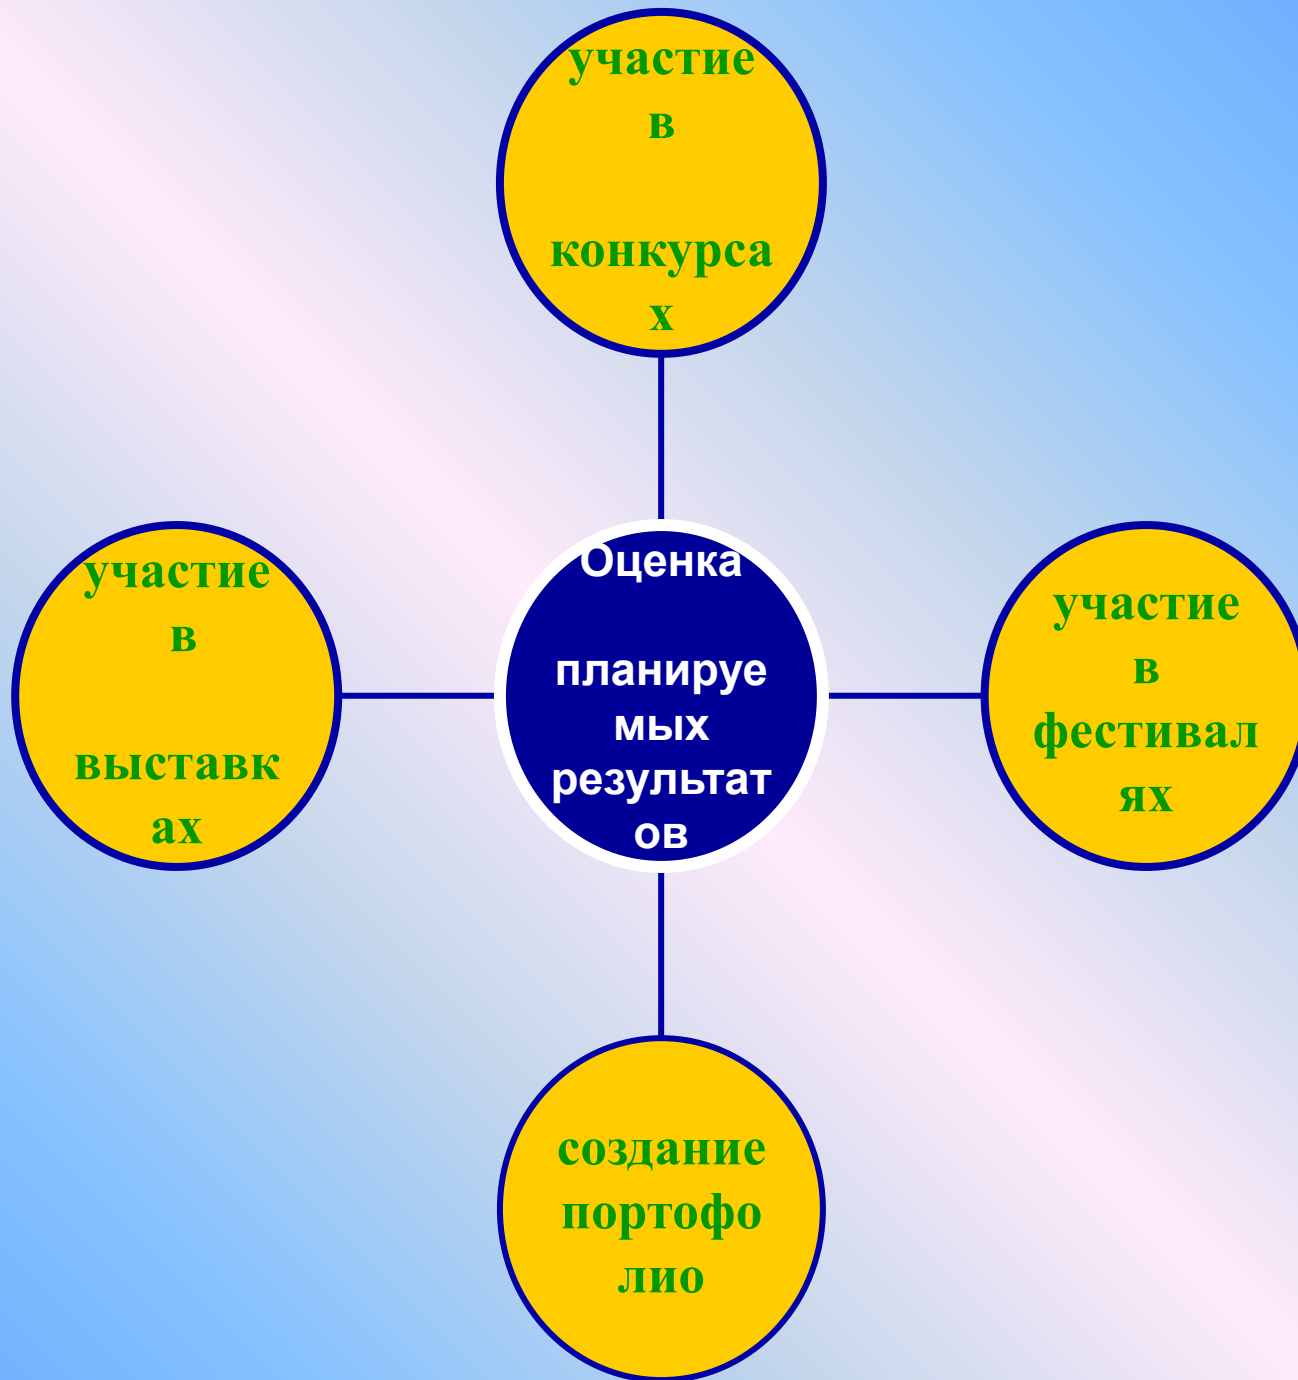 участие
в
конкурса
х
участие
в
выставк
ах
Оценка
планируе
мых
результат
ов
участие
в
фестивал
ях
создание
портофо
лио